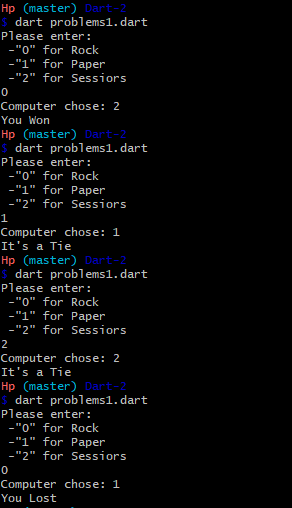 Hp (master) Dart-2
$ dart problems1.dart
Please enter:
 -"0" for Rock
 -"1" for Paper
 -"2" for Sessiors
0
Computer chose: 2
You Won
Hp (master) Dart-2
$ dart problems1.dart
Please enter:
 -"0" for Rock
 -"1" for Paper
 -"2" for Sessiors
1
Computer chose: 1
It's a Tie
Hp (master) Dart-2
$ dart problems1.dart
Please enter:
 -"0" for Rock
 -"1" for Paper
 -"2" for Sessiors
2
Computer chose: 2
It's a Tie
Hp (master) Dart-2
$ dart problems1.dart
Please enter:
 -"0" for Rock
 -"1" for Paper
 -"2" for Sessiors
0
Computer chose: 1
You Lost